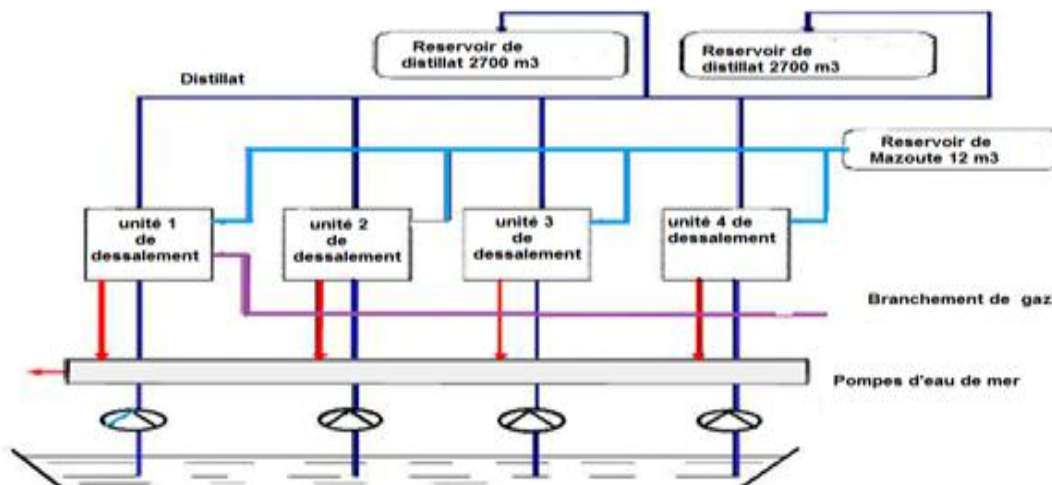 Reservoir de
distillat 2700 m3
Reservoir de
distillat 2700 m3
Distillat
Reservoir de
Mazoute 12 m3
unité 1
de
dessalement
unité 2
de
dessalement
unité 3
de
dessalement
unité 4 de
dessalement
Branchement de gaz
Pompes d'eau de mer